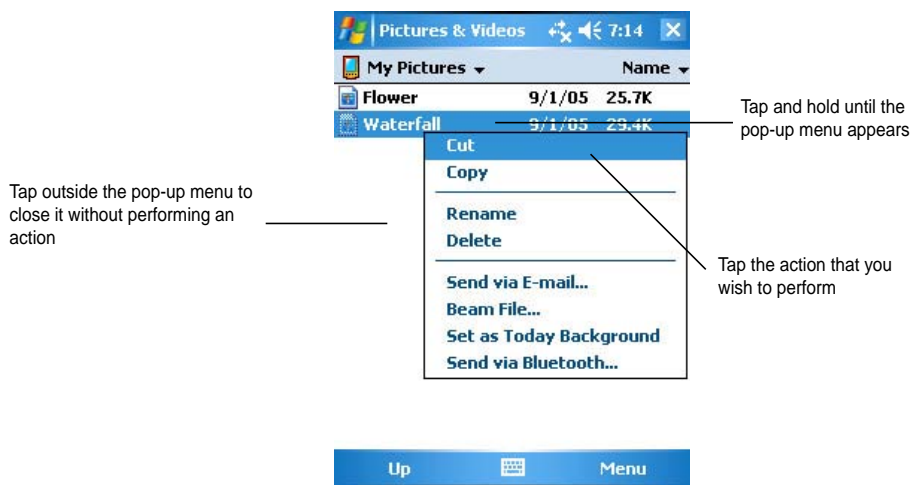 Pictures & Videos 7:14
My Pictures Name
Flower 9/1/05 25.7K
Waterfall 9/1/05 29.4K
Tap and hold until the
pop-up menu appears
Cut
Copy
Rename
Delete
Send via E-mail...
Beam File...
Set as Today Background
Send via Bluetooth...
Tap outside the pop-up menu to
close it without performing an
action
Tap the action that you
wish to perform
Up Menu